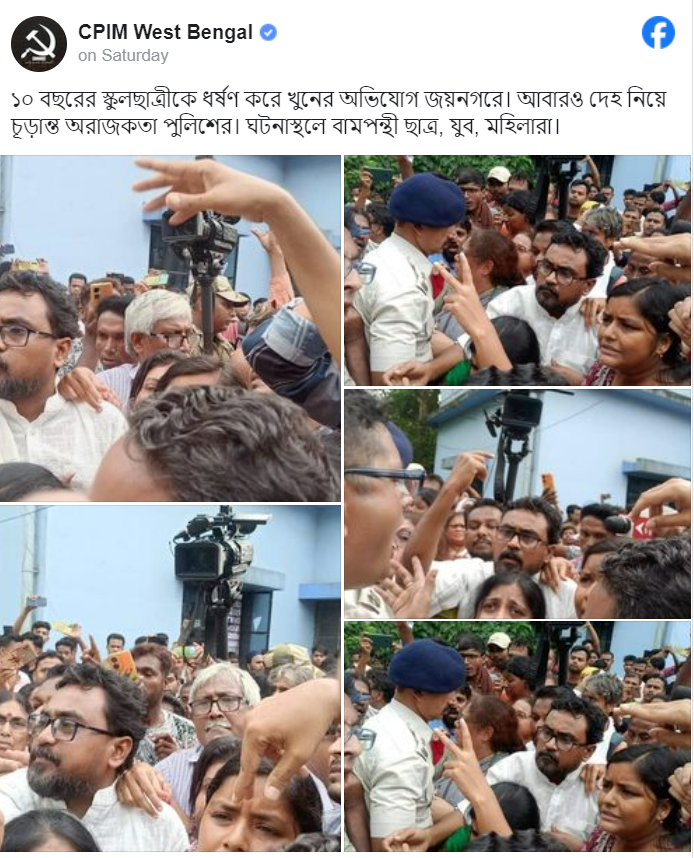 CPIM West Bengal
on Saturday
১০ বছরের স্কুলছাত্রীকে ধর্ষণ করে খুনের অভিযোগ জয়নগরে। আবারও দেহ নিয়ে
চূড়ান্ত অরাজকতা পুলিশের। ঘটনাস্থলে বামপন্থী ছাত্র, যুব, মহিলারা।